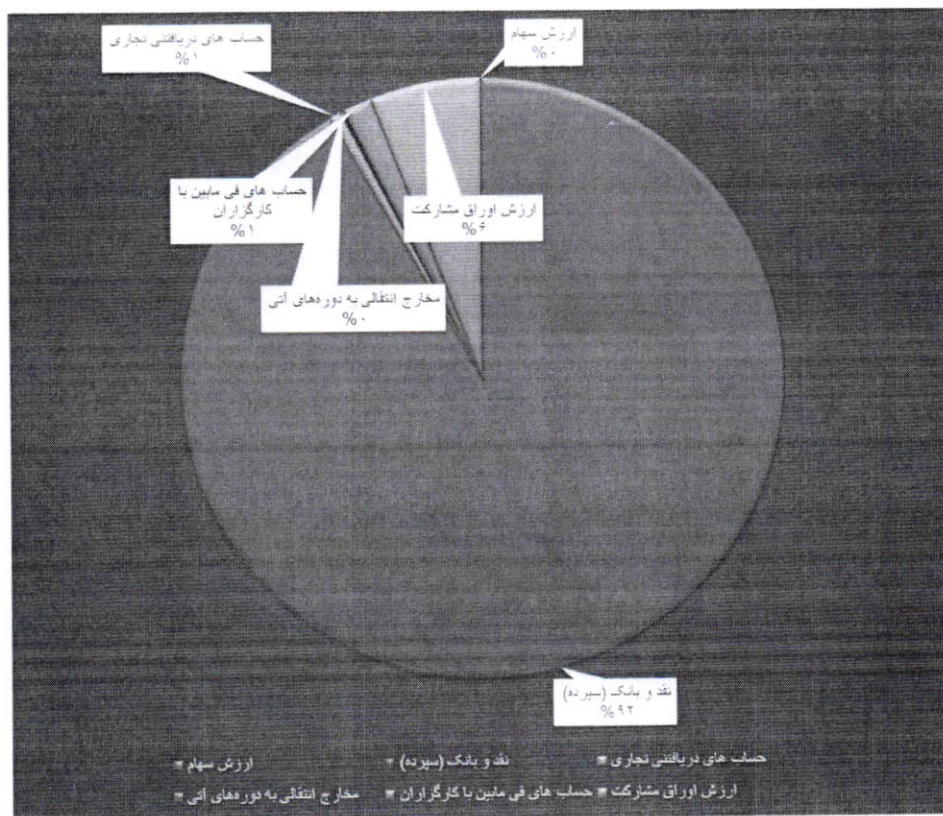 حساب های دریافتنی تجاری
%۱
ارزش سهام
%۰
حساب های فی مابین با
کارگزاران
%۱
ارزش اوراق مشارکت
%۶
مخارج انتقالی به دوره‌های آتی
%۰
نقد و بانک (سپرده)
%۹۲
ارزش سهام
نقد و بانک (سپرده)
حساب های دریافتنی تجاری
مخارج انتقالی به دوره‌های آتی
حساب های فی مابین با کارگزاران
ارزش اوراق مشارکت